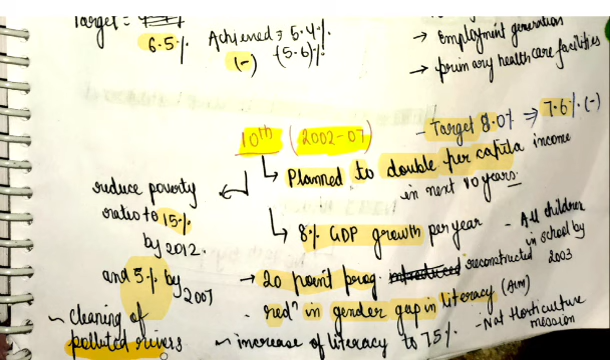 Target =
6.5%
Achieved = 5.4%
(-) (5.6)%
→ Employment generation
→ primary healthcare facilities
10th (2002-07)
- Target 8.0% ⇒ 7.6% (-)
↳ Planned to double per capita income
in next 10 years.
reduce poverty
ratio to 15%
by 2012.
and 5% by
2007
↳ 8% GDP growth per year
- All children
in school by
2003
→ 20 point prog. introduced reconstructed
- redⁿ in gender gap in literacy (Aim)
~ cleaning of
polluted rivers
~ increase of literacy to 75%
- Nat Horticulture
mission